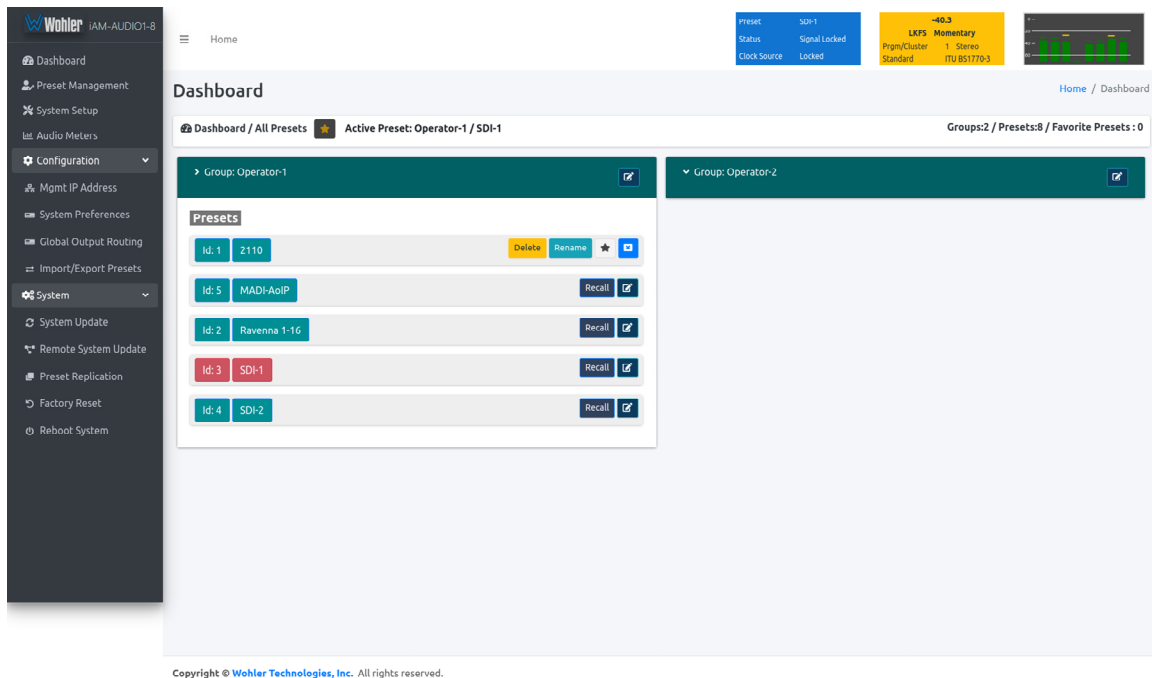 Wohler iAM-AUDIO1-8
Dashboard
Preset Management
System Setup
Audio Meters
Configuration
Mgmt IP Address
System Preferences
Global Output Routing
Import/Export Presets
System
System Update
Remote System Update
Preset Replication
Factory Reset
Reboot System
Home
Preset SDI-1
Status Signal Locked
Clock Source Locked
-40.3
LKFS Momentary
Prgm/Cluster 1 Stereo
Standard ITU BS1770-3
Dashboard
Home / Dashboard
Dashboard / All Presets Active Preset: Operator-1 / SDI-1
Groups:2 / Presets:8 / Favorite Presets : 0
Group: Operator-1
Presets
Id: 1 2110 Delete Rename
Id: 5 MADI-AoIP Recall
Id: 2 Ravenna 1-16 Recall
Id: 3 SDI-1 Recall
Id: 4 SDI-2 Recall
Group: Operator-2
Copyright © Wohler Technologies, Inc. All rights reserved.